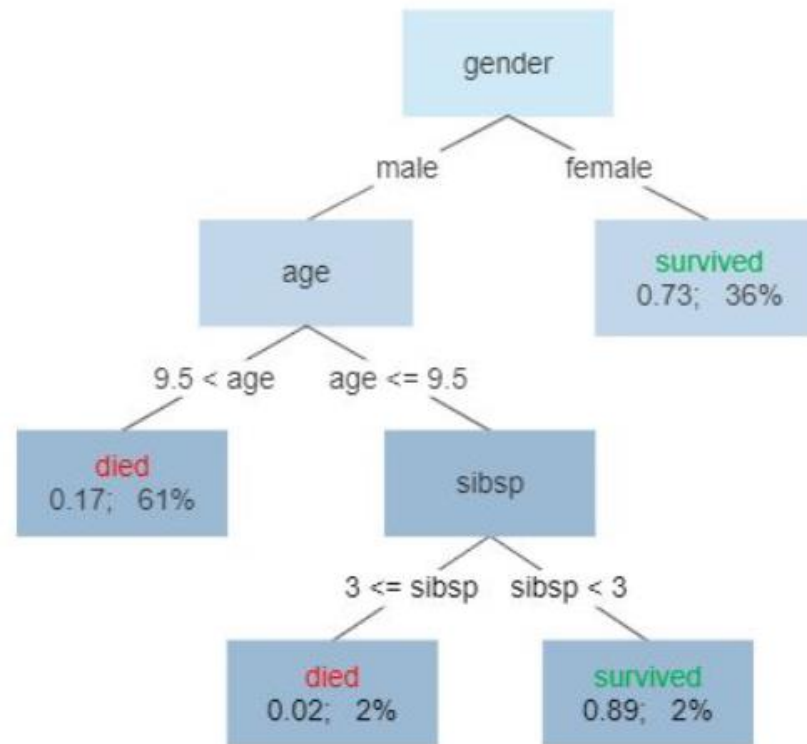 gender
male
female
age
survived
0.73; 36%
9.5 < age
age <= 9.5
died
0.17; 61%
sibsp
3 <= sibsp
sibsp < 3
died
0.02; 2%
survived
0.89; 2%